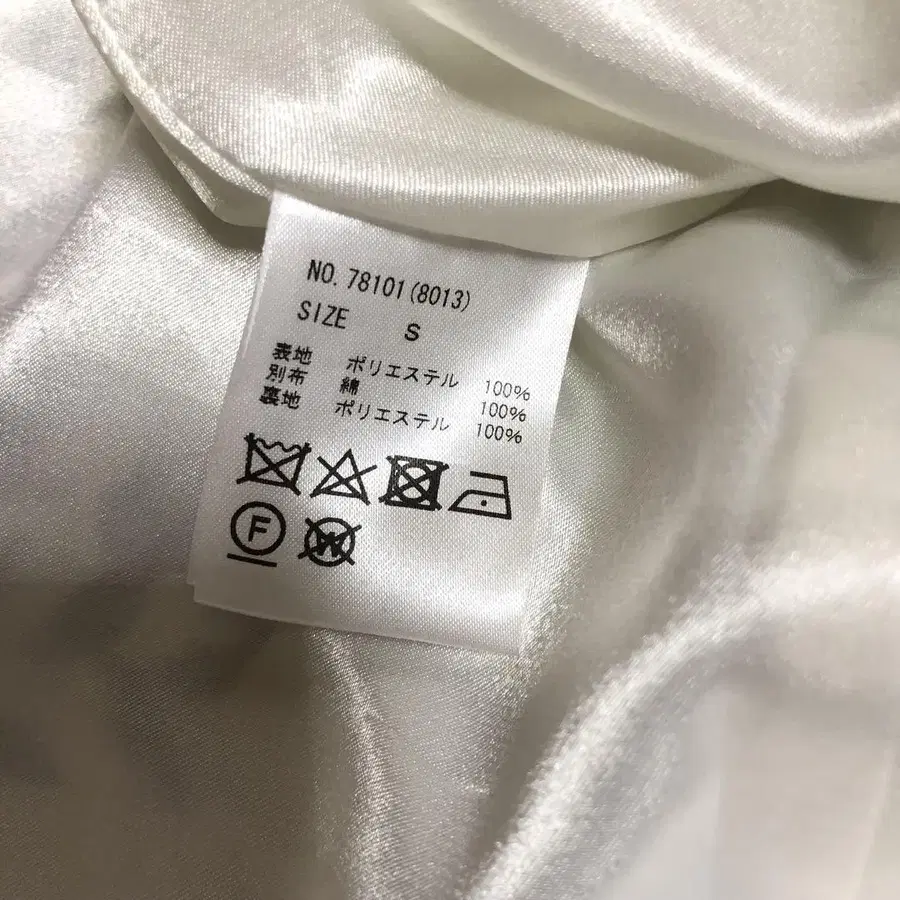 NO. 78101(8013)
SIZE S
表地 ポリエステル 100%
別布 綿 100%
裏地 ポリエステル 100%
F W